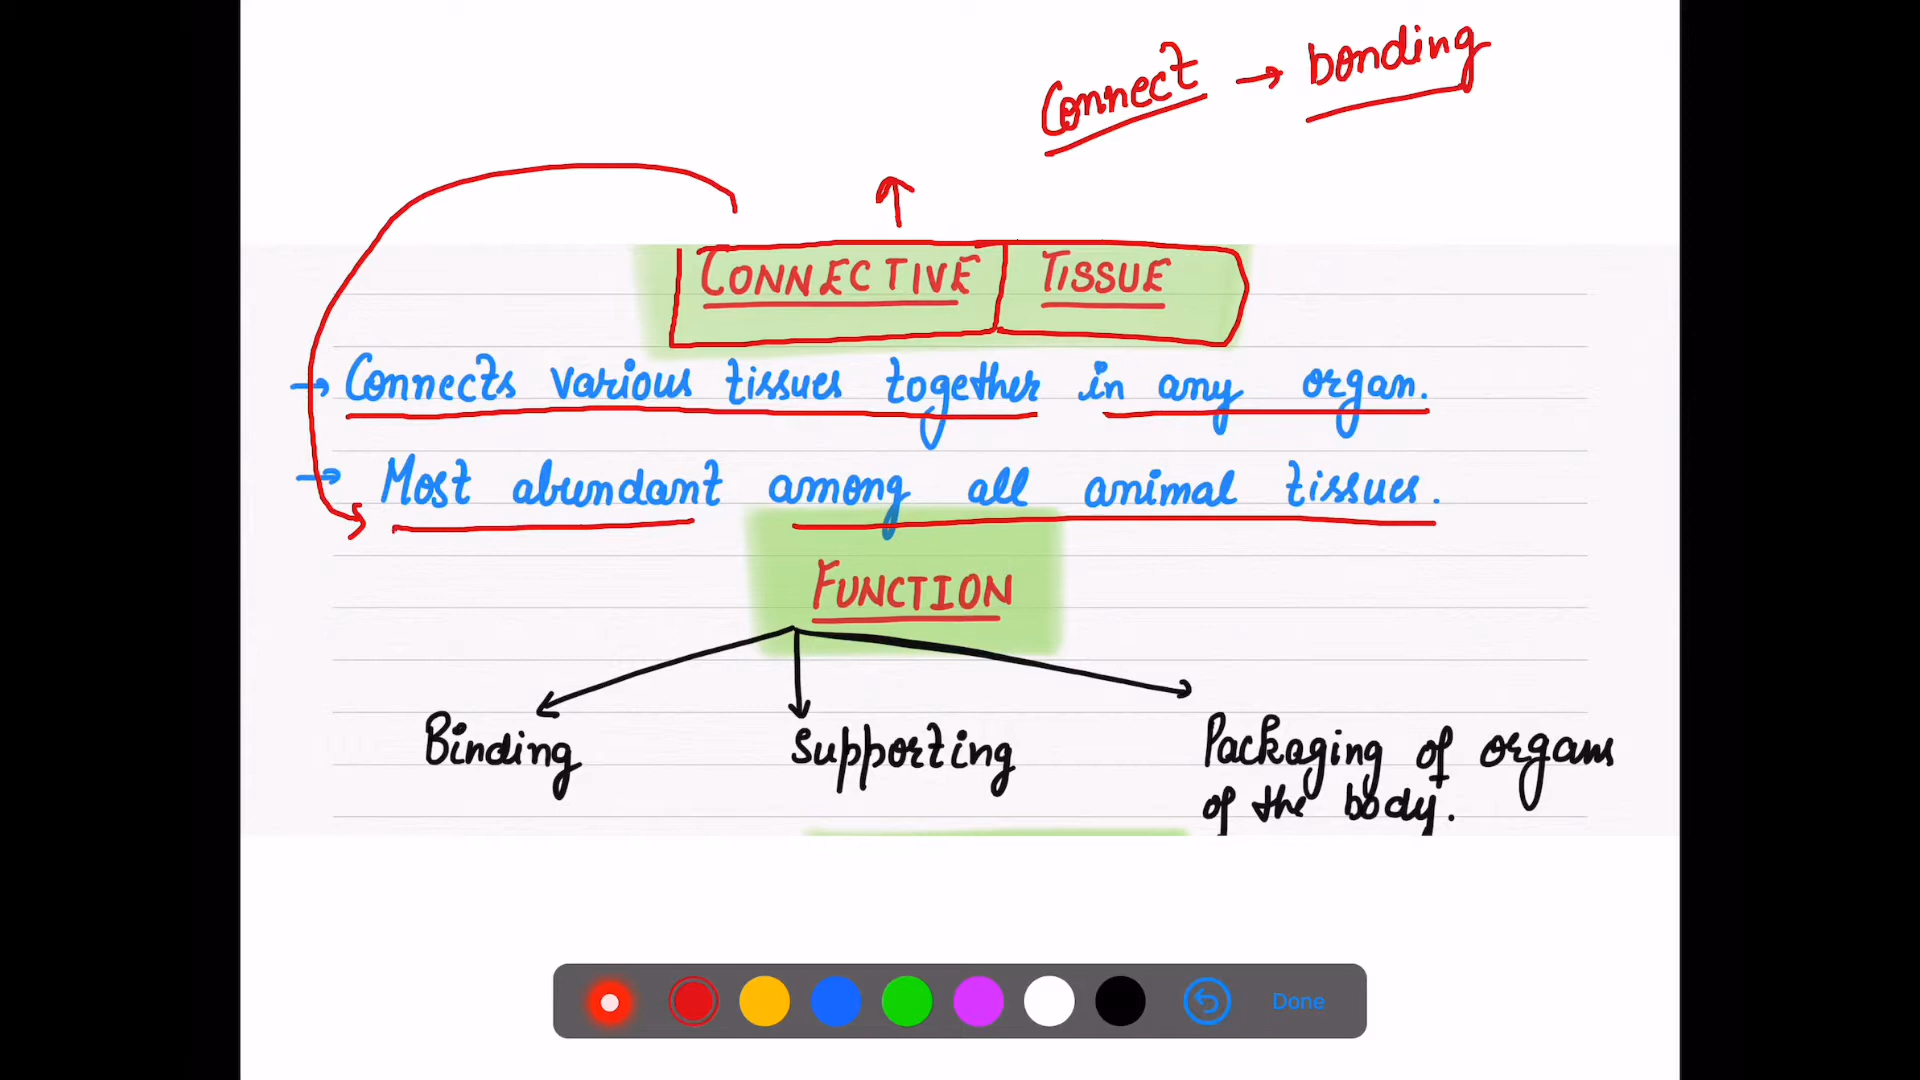 Connect → bonding
CONNECTIVE TISSUE
→ Connects various tissues together in any organ.
→ Most abundant among all animal tissues.
FUNCTION
Binding
Supporting
Packaging of organs
of the body.
Done